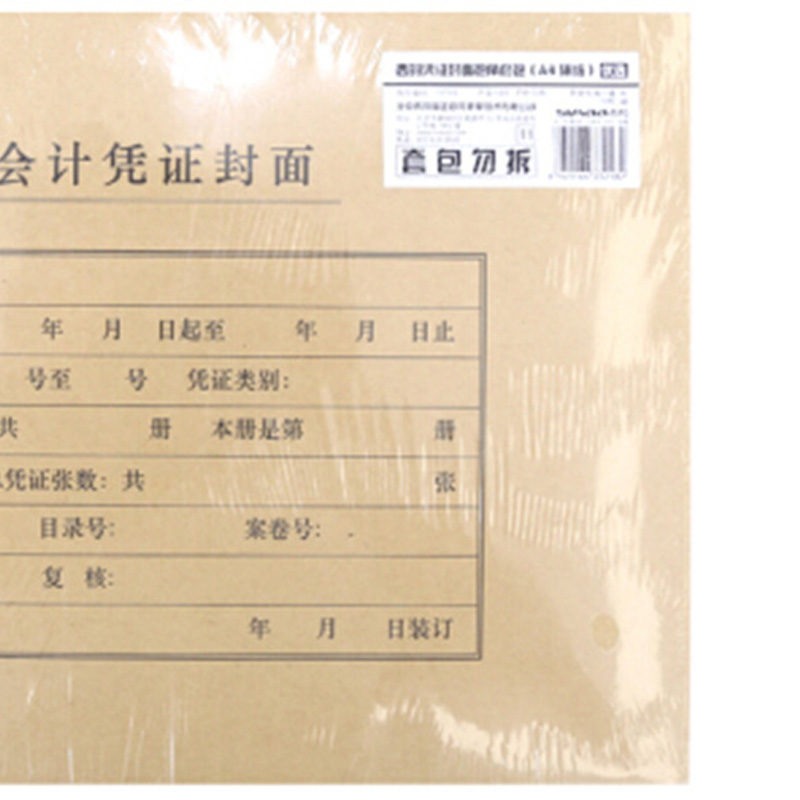 套包勿拆
会计凭证封面
年 月 日起至 年 月 日止
号至 号 凭证类别:
共 册 本册是第 册
凭证张数: 共 张
目录号: 案卷号:
复 核:
年 月 日装订